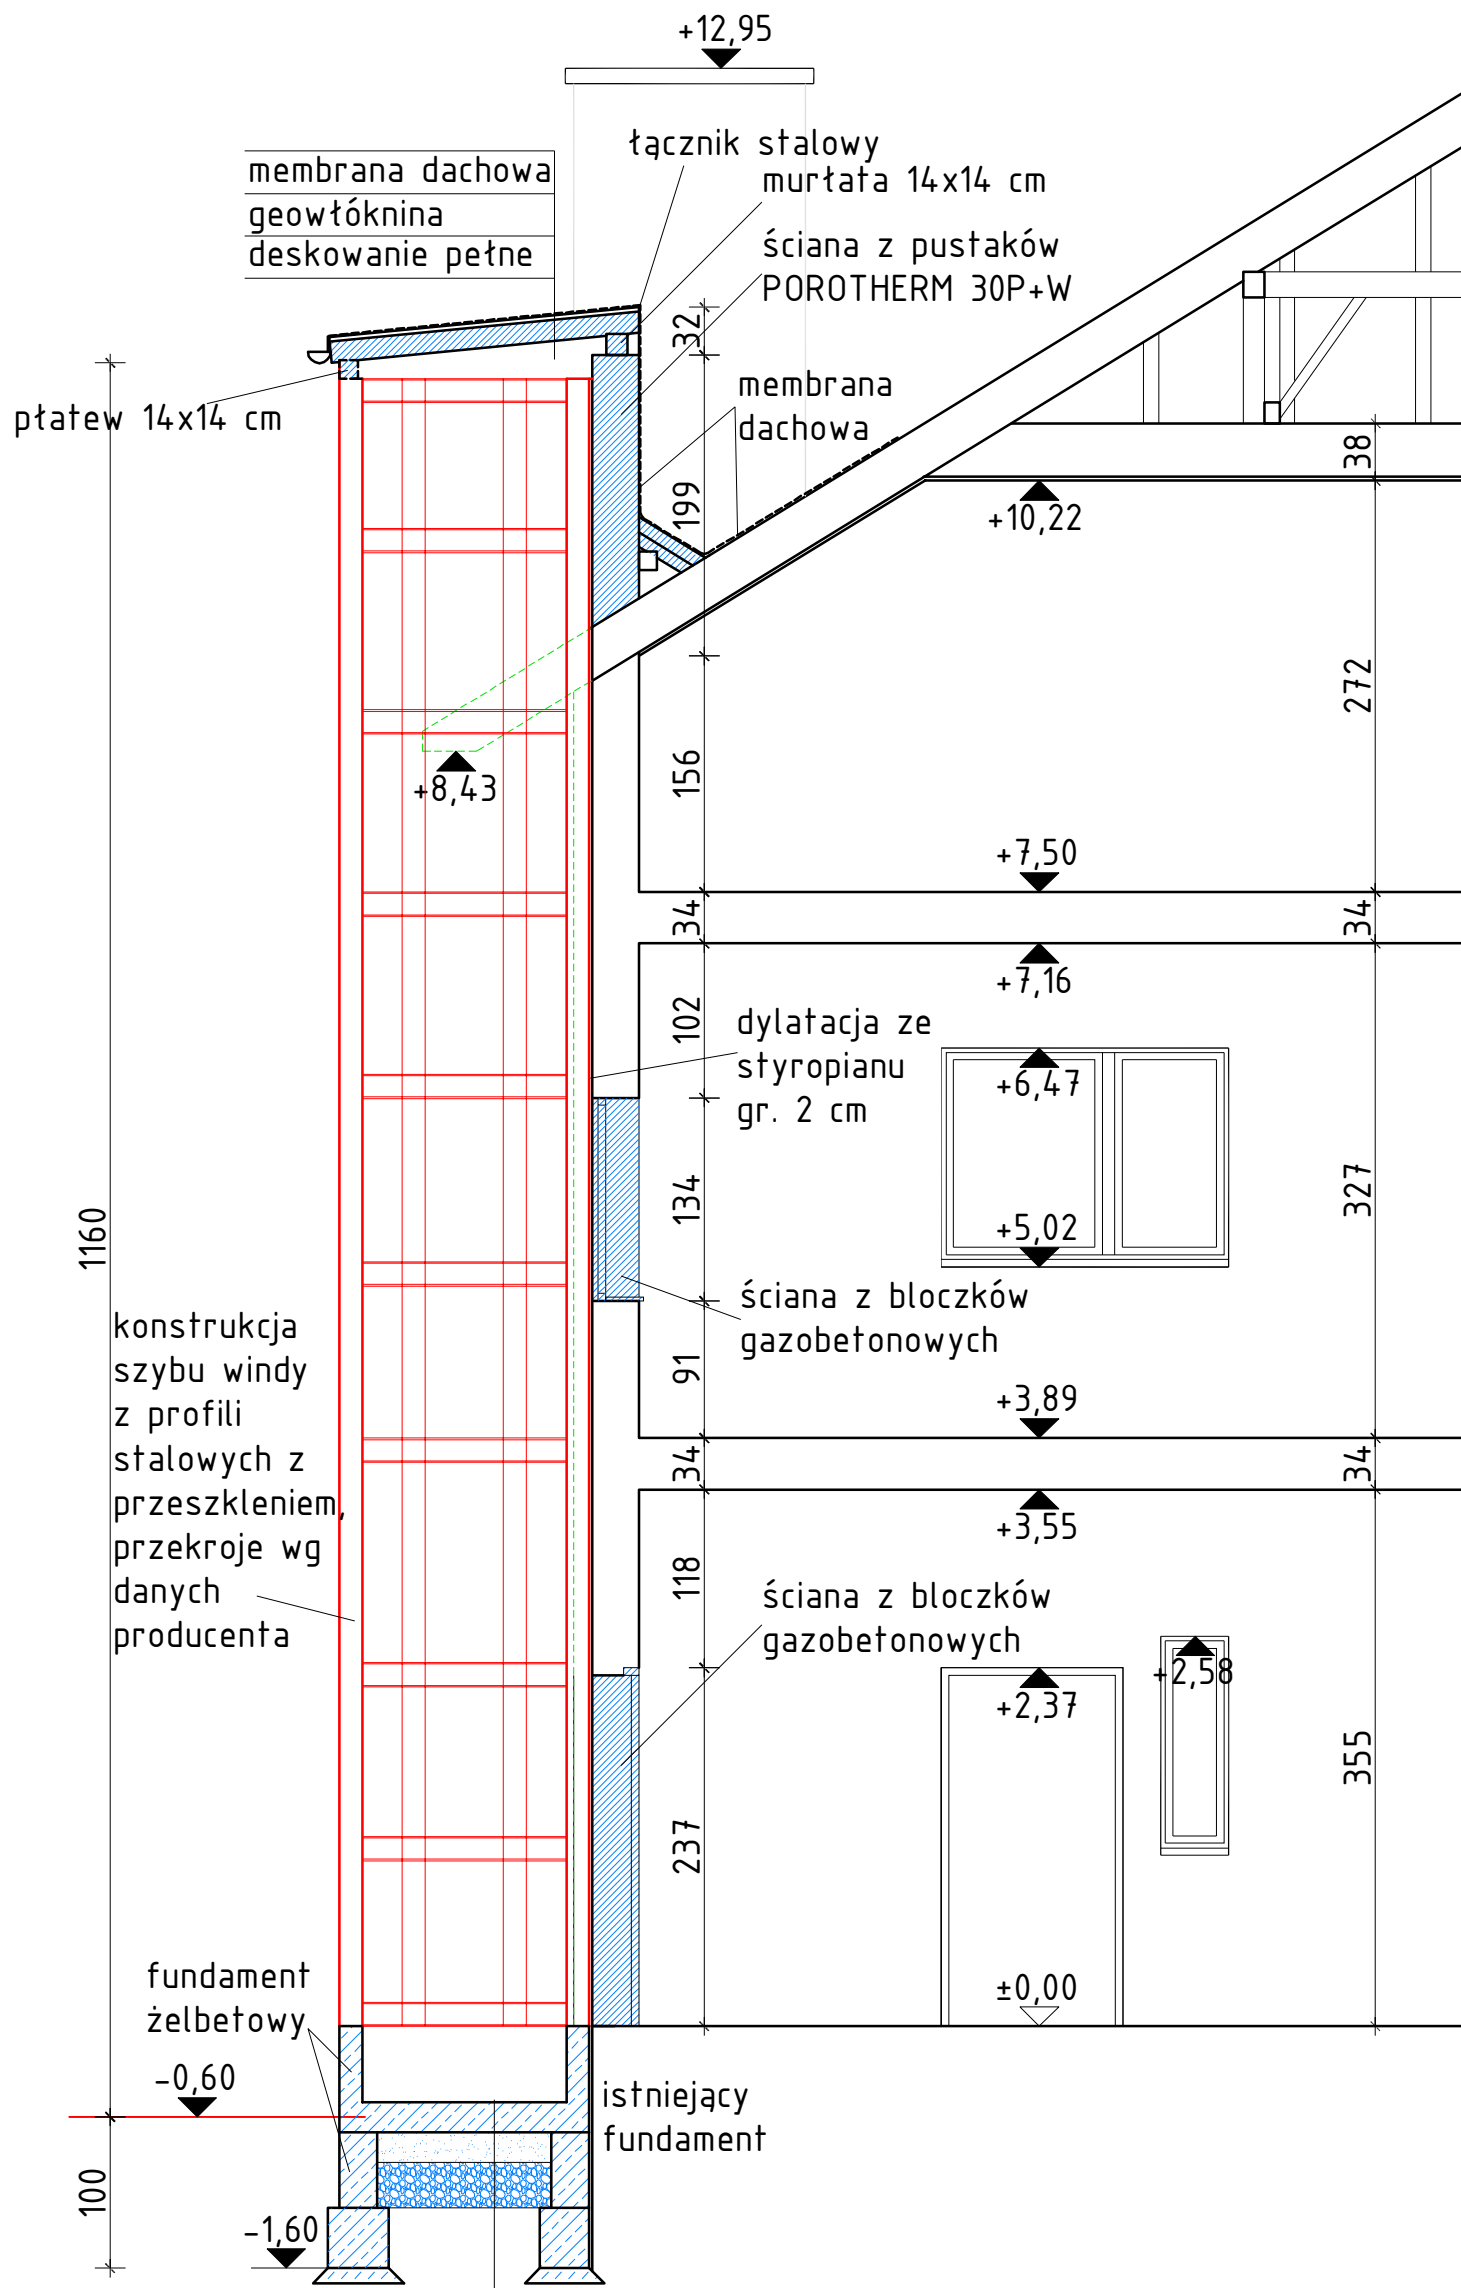 +12,95
łącznik stalowy
membrana dachowa
geowłóknina
deskowanie pełne
murłata 14x14 cm
ściana z pustaków
POROTHERM 30P+W
32
płatew 14x14 cm
membrana
dachowa
199
38
+10,22
272
156
+8,43
+7,50
34
34
+7,16
102
dylatacja ze
styropianu
gr. 2 cm
+6,47
134
327
+5,02
1160
ściana z bloczków
gazobetonowych
91
konstrukcja
szybu windy
z profili
stalowych z
przeszkleniem,
przekroje wg
danych
producenta
+3,89
34
34
+3,55
118
ściana z bloczków
gazobetonowych
+2,58
+2,37
355
237
±0,00
fundament
żelbetowy
-0,60
istniejący
fundament
100
-1,60